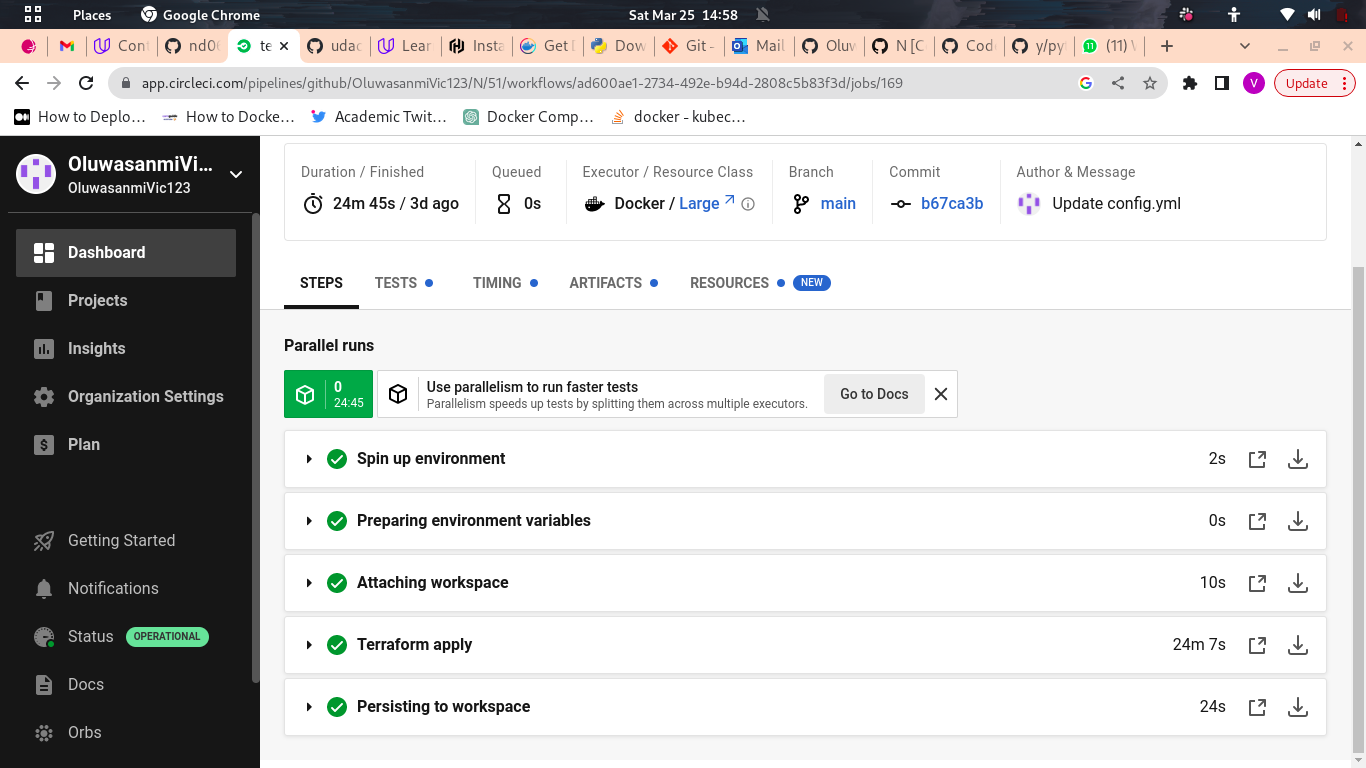 Places
Google Chrome
Sat Mar 25 14:58
Cont
nd0
te
udac
Lear
Insta
Get
Dow
Git -
Mail
Oluw
N [C
Code
y/py
(11)
app.circleci.com/pipelines/github/OluwasanmiVic123/N/51/workflows/ad600ae1-2734-492e-b94d-2808c5b83f3d/jobs/169
V
Update
How to Deplo...
How to Docke...
Academic Twit...
Docker Comp...
docker - kubec...
OluwasanmiVi...
OluwasanmiVic123
Dashboard
Projects
Insights
Organization Settings
Plan
Getting Started
Notifications
Status OPERATIONAL
Docs
Orbs
Duration / Finished
24m 45s / 3d ago
Queued
0s
Executor / Resource Class
Docker / Large
Branch
main
Commit
b67ca3b
Author & Message
Update config.yml
STEPS
TESTS
TIMING
ARTIFACTS
RESOURCES
NEW
Parallel runs
0
24:45
Use parallelism to run faster tests
Parallelism speeds up tests by splitting them across multiple executors.
Go to Docs
Spin up environment 2s
Preparing environment variables 0s
Attaching workspace 10s
Terraform apply 24m 7s
Persisting to workspace 24s